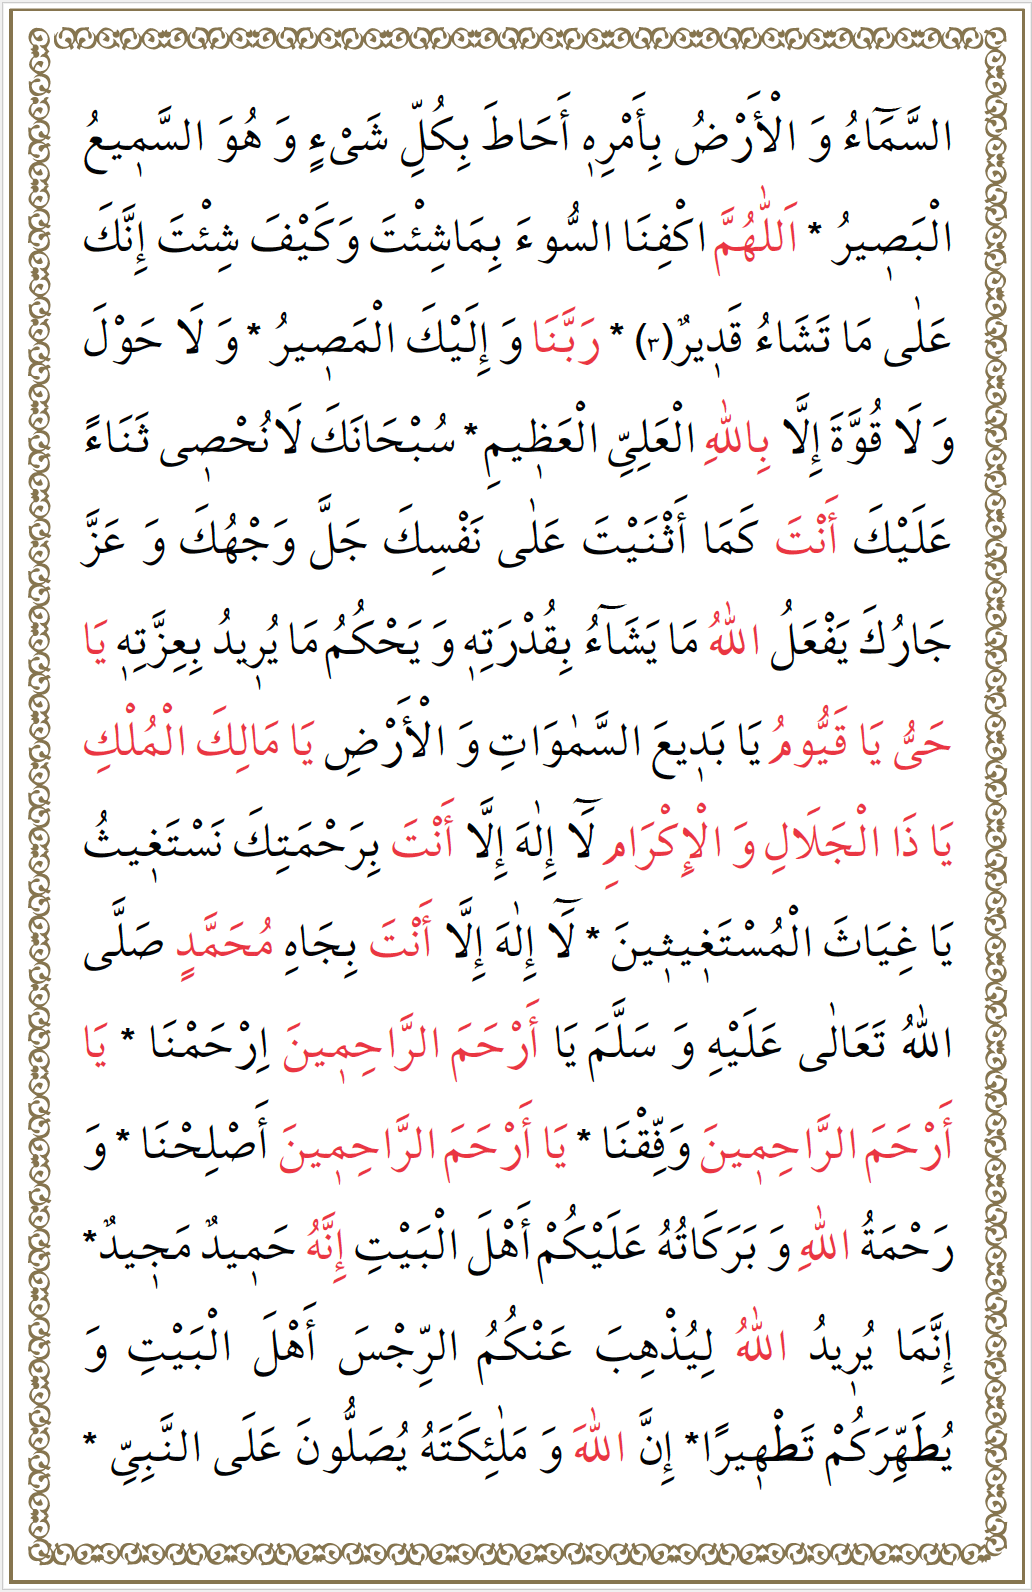 السَّمَٓاءُ وَ الْأَرْضُ بِأَمْرِهٖ أَحَاطَ بِكُلِّ شَىْءٍ وَ هُوَ السَّمٖيعُ
الْبَصٖيرُ * اَللّٰهُمَّ اكْفِنَا السُّوءَ بِمَاشِئْتَ وَكَيْفَ شِئْتَ إِنَّكَ
عَلٰى مَا تَشَاءُ قَدٖيرٌ(٣) * رَبَّنَا وَ إِلَيْكَ الْمَصٖيرُ * وَ لَا حَوْلَ
وَ لَا قُوَّةَ إِلَّا بِاللّٰهِ الْعَلِىِّ الْعَظٖيمِ * سُبْحَانَكَ لَانُحْصٖى ثَنَاءً
عَلَيْكَ أَنْتَ كَمَا أَثْنَيْتَ عَلٰى نَفْسِكَ جَلَّ وَجْهُكَ وَ عَزَّ
جَارُكَ يَفْعَلُ اللّٰهُ مَا يَشَٓاءُ بِقُدْرَتِهٖ وَ يَحْكُمُ مَا يُرٖيدُ بِعِزَّتِهٖ يَا
حَىُّ يَا قَيُّومُ يَا بَدٖيعَ السَّمٰوَاتِ وَ الْأَرْضِ يَا مَالِكَ الْمُلْكِ
يَا ذَا الْجَلَالِ وَ الْإِكْرَامِ لَٓا إِلٰهَ إِلَّا أَنْتَ بِرَحْمَتِكَ نَسْتَغٖيثُ
يَا غِيَاثَ الْمُسْتَغٖيثٖينَ * لَٓا إِلٰهَ إِلَّا أَنْتَ بِجَاهِ مُحَمَّدٍ صَلَّى
اللّٰهُ تَعَالٰى عَلَيْهِ وَ سَلَّمَ يَا أَرْحَمَ الرَّاحِمٖينَ اِرْحَمْنَا * يَا
أَرْحَمَ الرَّاحِمٖينَ وَفِّقْنَا * يَا أَرْحَمَ الرَّاحِمٖينَ أَصْلِحْنَا * وَ
رَحْمَةُ اللّٰهِ وَ بَرَكَاتُهُ عَلَيْكُمْ أَهْلَ الْبَيْتِ إِنَّهُ حَمٖيدٌ مَجٖيدٌ*
إِنَّمَا يُرٖيدُ اللّٰهُ لِيُذْهِبَ عَنْكُمُ الرِّجْسَ أَهْلَ الْبَيْتِ وَ
يُطَهِّرَكُمْ تَطْهٖيرًا* إِنَّ اللّٰهَ وَ مَلٰئِكَتَهُ يُصَلُّونَ عَلَى النَّبِىِّ *